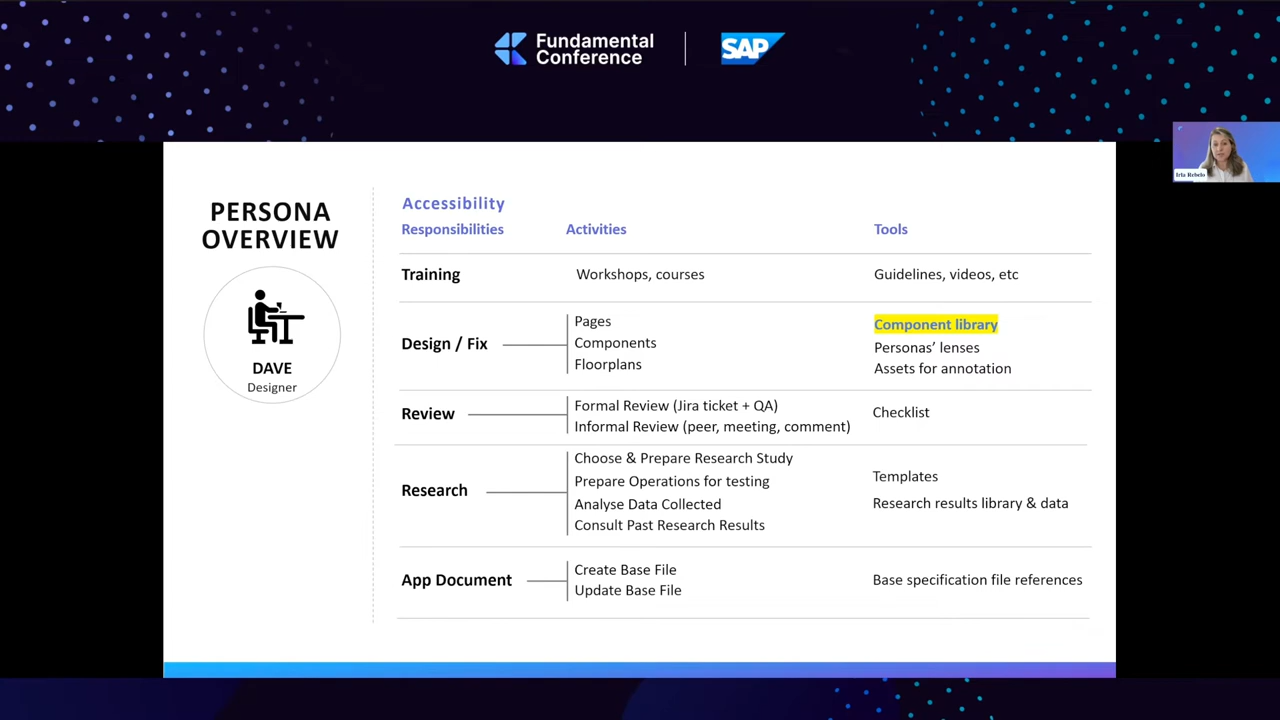 Fundamental
Conference
SAP
Irla Rebelo
PERSONA
OVERVIEW
DAVE
Designer
Accessibility
Responsibilities Activities Tools
Training Workshops, courses Guidelines, videos, etc
Design / Fix
Pages
Components
Floorplans
Component library
Personas’ lenses
Assets for annotation
Review
Formal Review (Jira ticket + QA)
Informal Review (peer, meeting, comment)
Checklist
Research
Choose & Prepare Research Study
Prepare Operations for testing
Analyse Data Collected
Consult Past Research Results
Templates
Research results library & data
App Document
Create Base File
Update Base File
Base specification file references